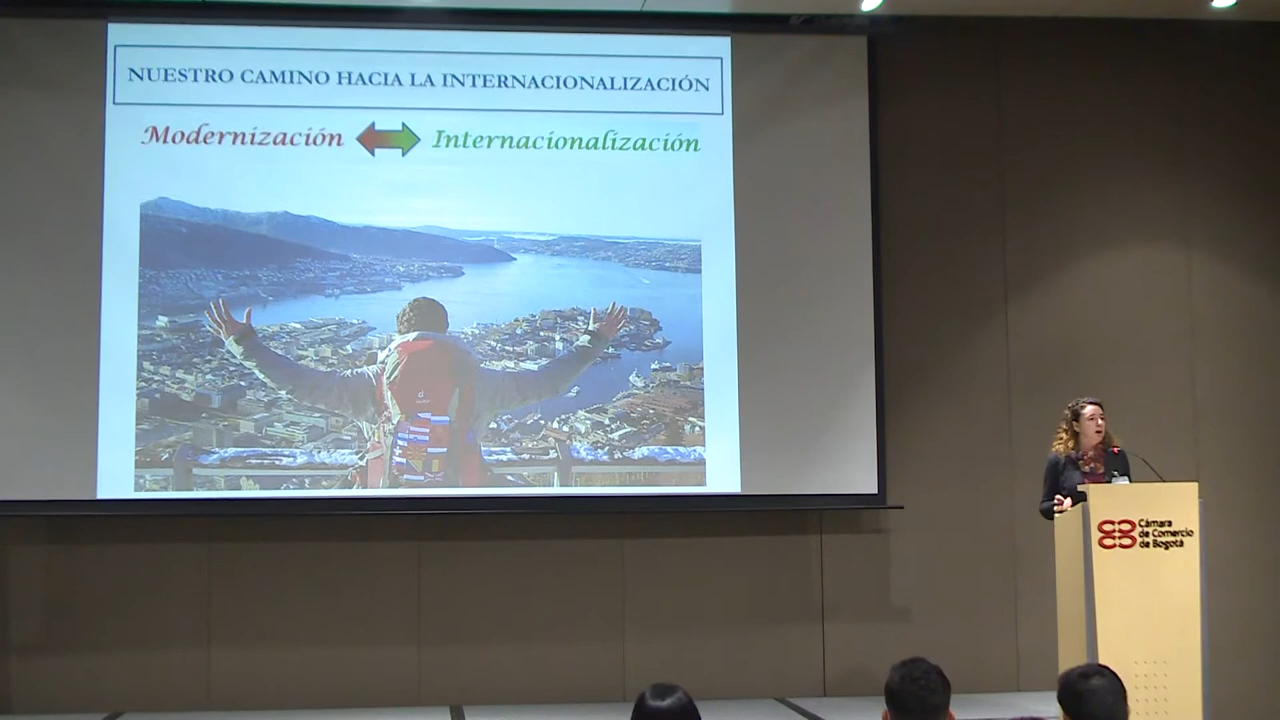 NUESTRO CAMINO HACIA LA INTERNACIONALIZACIÓN
Modernización Internacionalización
Cámara
de Comercio
de Bogotá